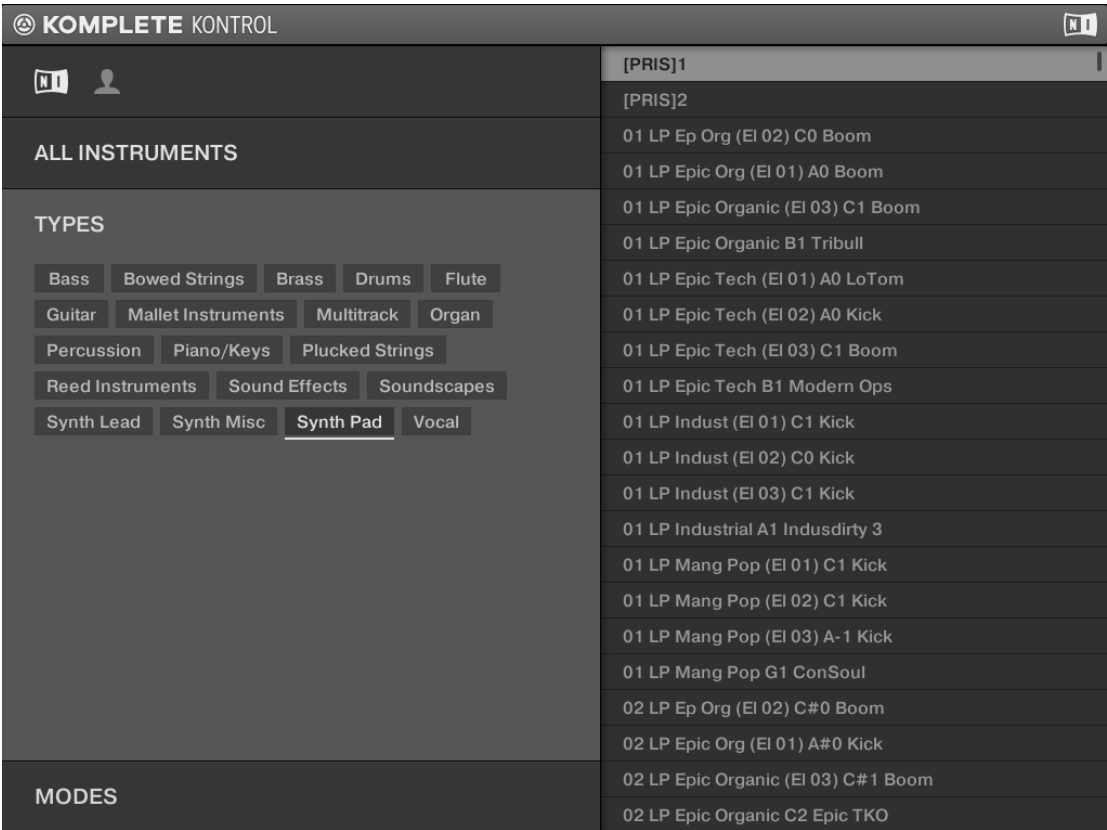 KOMPLETE KONTROL
NI
NI
ALL INSTRUMENTS
TYPES
Bass Bowed Strings Brass Drums Flute
Guitar Mallet Instruments Multitrack Organ
Percussion Piano/Keys Plucked Strings
Reed Instruments Sound Effects Soundscapes
Synth Lead Synth Misc Synth Pad Vocal
MODES
[PRIS]1
[PRIS]2
01 LP Ep Org (El 02) C0 Boom
01 LP Epic Org (El 01) A0 Boom
01 LP Epic Organic (El 03) C1 Boom
01 LP Epic Organic B1 Tribull
01 LP Epic Tech (El 01) A0 LoTom
01 LP Epic Tech (El 02) A0 Kick
01 LP Epic Tech (El 03) C1 Boom
01 LP Epic Tech B1 Modern Ops
01 LP Indust (El 01) C1 Kick
01 LP Indust (El 02) C0 Kick
01 LP Indust (El 03) C1 Kick
01 LP Industrial A1 Indusdirty 3
01 LP Mang Pop (El 01) C1 Kick
01 LP Mang Pop (El 02) C1 Kick
01 LP Mang Pop (El 03) A-1 Kick
01 LP Mang Pop G1 ConSoul
02 LP Ep Org (El 02) C#0 Boom
02 LP Epic Org (El 01) A#0 Kick
02 LP Epic Organic (El 03) C#1 Boom
02 LP Epic Organic C2 Epic TKO